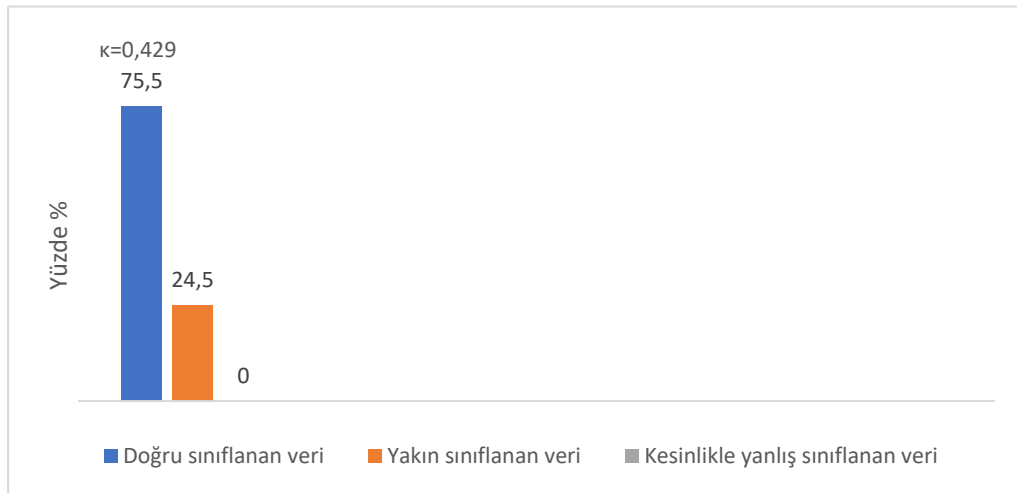 κ=0,429
75,5
24,5
0
Yüzde %
Doğru sınıflanan veri
Yakın sınıflanan veri
Kesinlikle yanlış sınıflanan veri